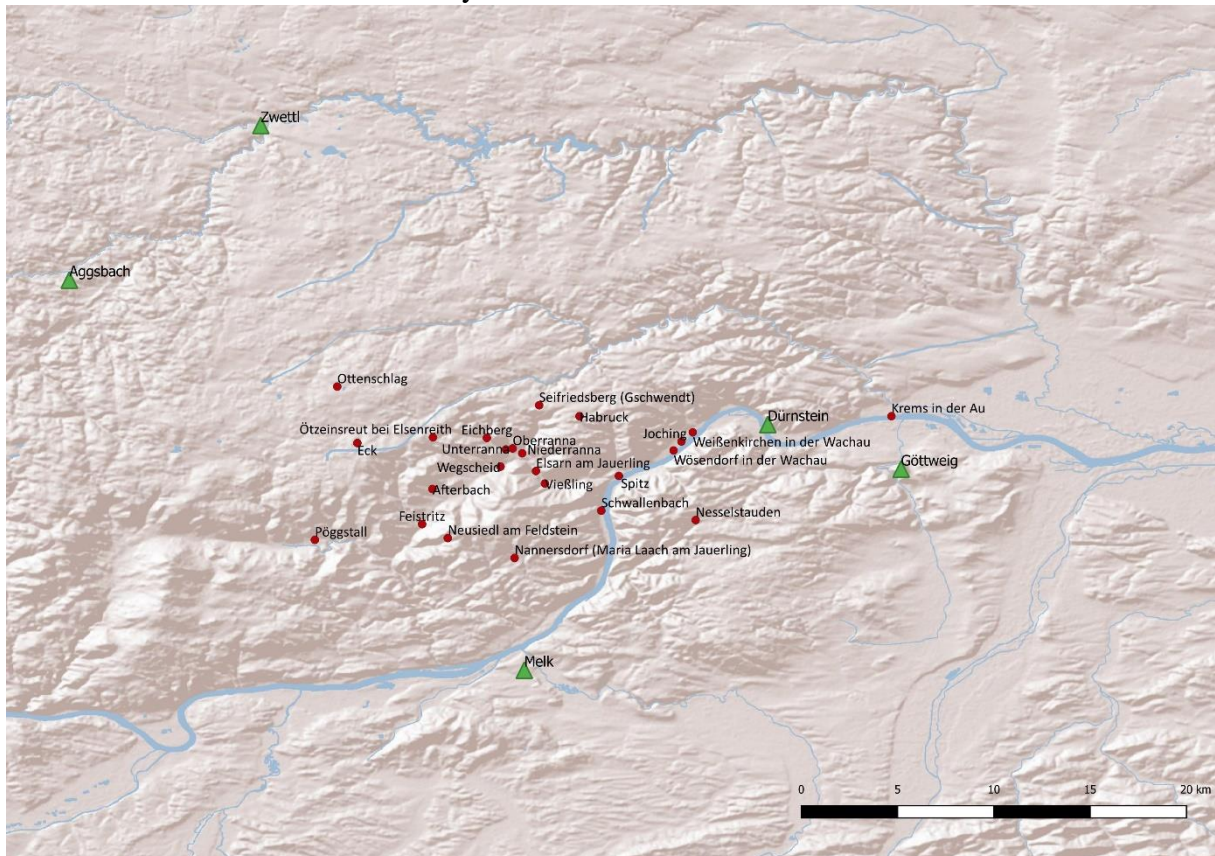 Zwettl
Aggsbach
Ottenschlag
Seifriedsberg (Gschwendt)
Habruck
Krems in der Au
Dürnstein
Ötzeinsreut bei Elsenreith
Eichberg
Joching
Weißenkirchen in der Wachau
Eck
Unterranna
Oberranna
Niederranna
Wösendorf in der Wachau
Göttweig
Wegscheid
Elsarn am Jauerling
Afterbach
Vießling
Spitz
Schwallenbach
Nesselstauden
Feistritz
Pöggstall
Neusiedl am Feldstein
Nannersdorf (Maria Laach am Jauerling)
Melk
0 5 10 15 20 km